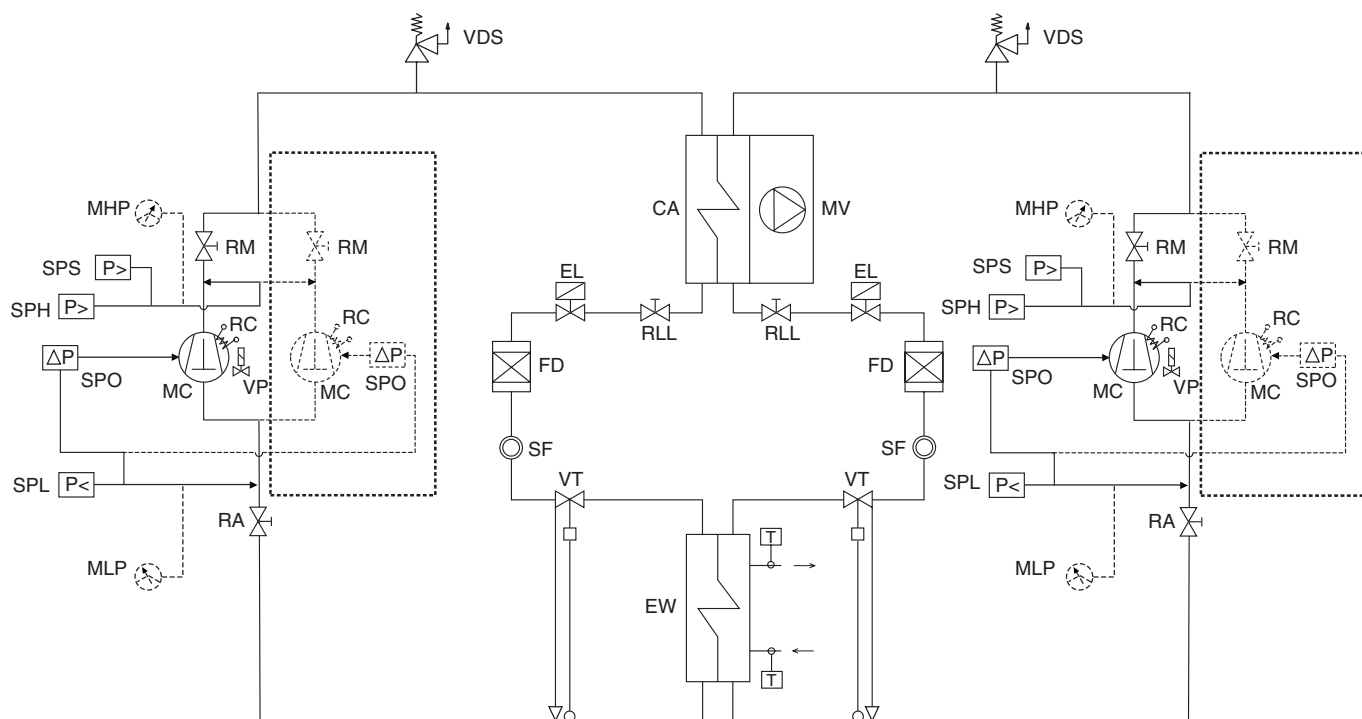 VDS
VDS
CA
MV
MHP
RM
RM
MHP
RM
RM
SPS
P>
EL
EL
SPS
P>
SPH
P>
RLL
RLL
SPH
P>
RC
RC
RC
RC
ΔP
SPO
MC
VP
MC
ΔP
SPO
FD
FD
ΔP
SPO
MC
VP
MC
ΔP
SPO
SF
SF
SPL
P<
VT
VT
SPL
P<
RA
RA
T
MLP
MLP
EW
T